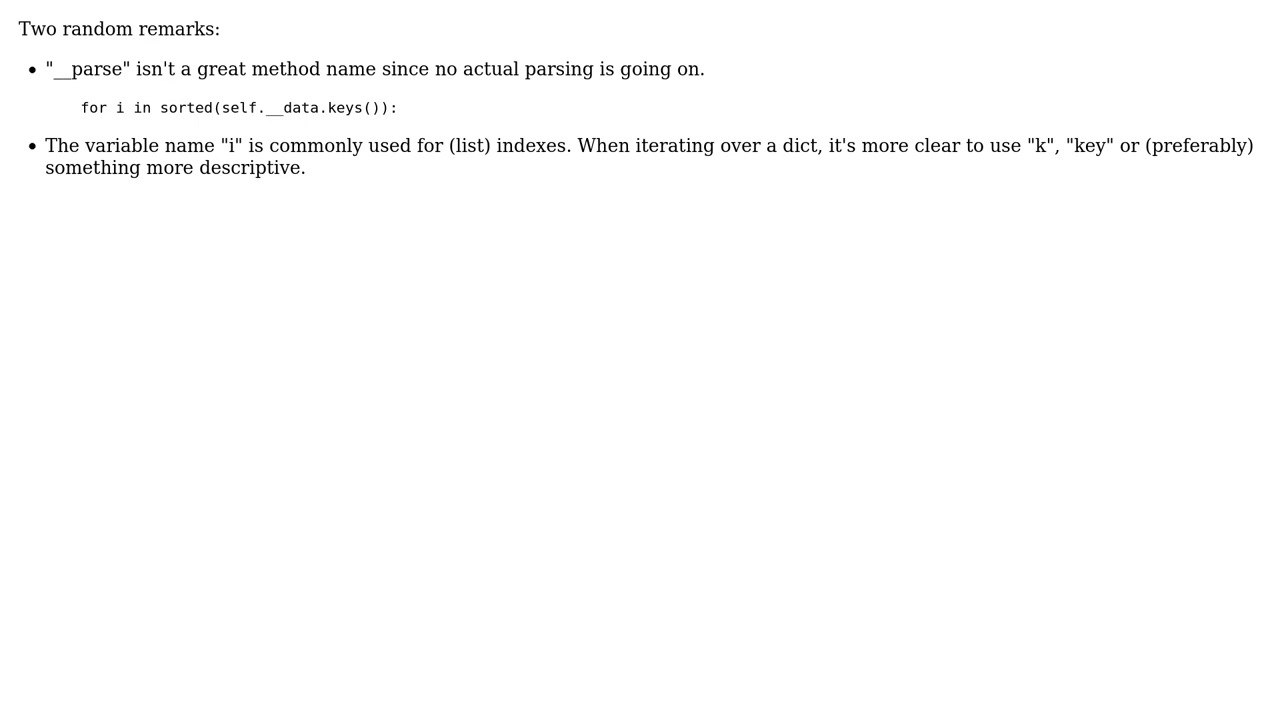 Two random remarks:
• "__parse" isn't a great method name since no actual parsing is going on.
for i in sorted(self.__data.keys()):
• The variable name "i" is commonly used for (list) indexes. When iterating over a dict, it's more clear to use "k", "key" or (preferably)
something more descriptive.